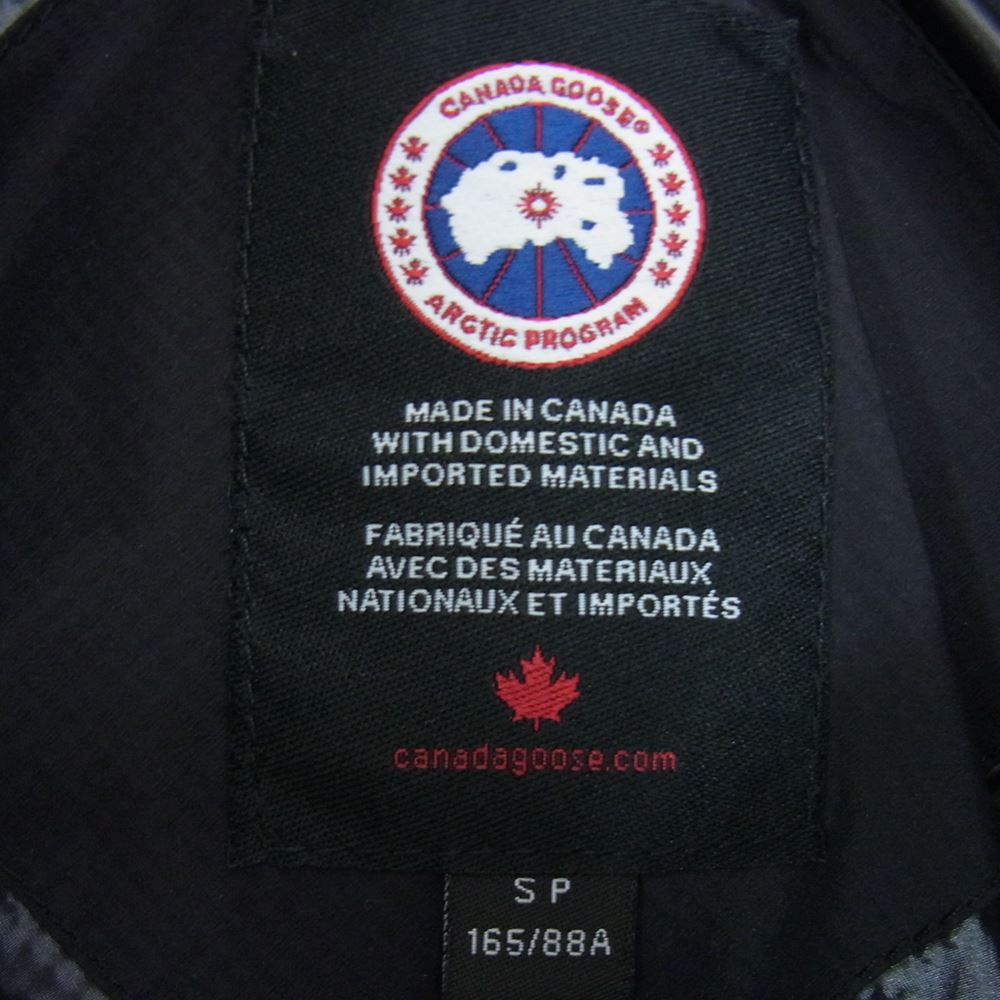 CANADA GOOSE®
ARCTIC PROGRAM
MADE IN CANADA
WITH DOMESTIC AND
IMPORTED MATERIALS
FABRIQUÉ AU CANADA
AVEC DES MATERIAUX
NATIONAUX ET IMPORTÉS
canadagoose.com
S P
165/88A